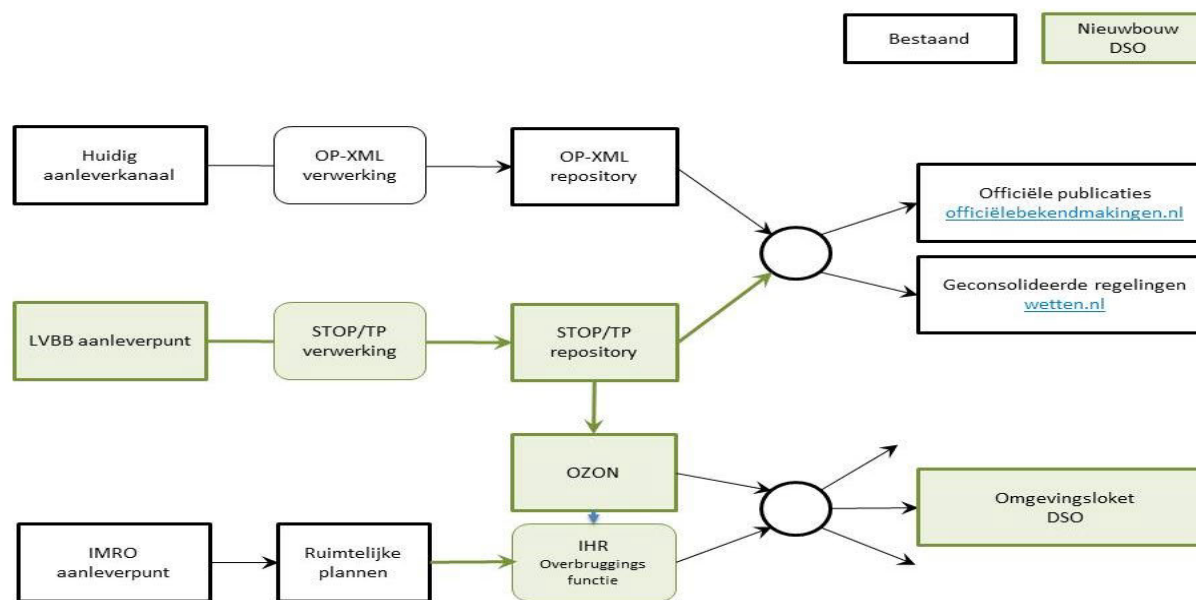 Bestaand
Nieuwbouw
DSO
Huidig
aanleverkanaal
OP-XML
verwerking
OP-XML
repository
Officiële publicaties
officiëlebekendmakingen.nl
Geconsolideerde regelingen
wetten.nl
LVBB aanleverpunt
STOP/TP
verwerking
STOP/TP
repository
OZON
Omgevingsloket
DSO
IMRO
aanleverpunt
Ruimtelijke
plannen
IHR
Overbruggings
functie